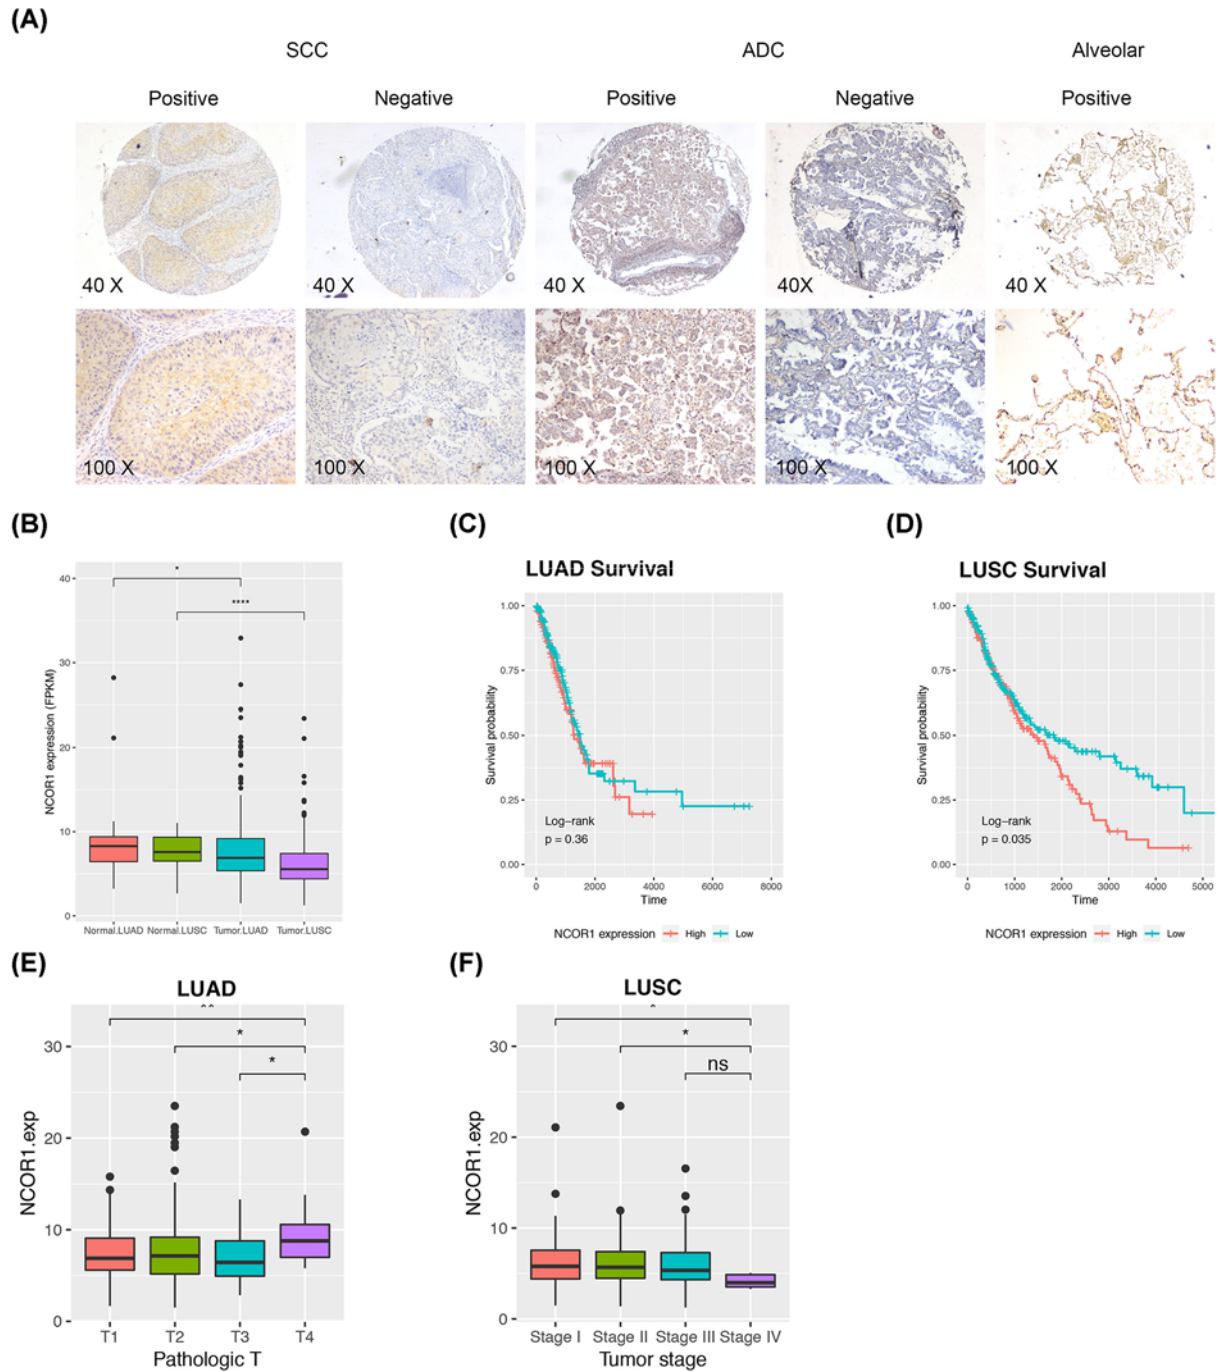 (A)
SCC ADC Alveolar
Positive Negative Positive Negative Positive
40 X 40 X 40 X 40X 40 X
100 X 100 X 100 X 100 X 100 X
(B)
40
30
20
10
0
NCOR1 expression (FPKM)
*
****
Normal.LUAD Normal.LUSC Tumor.LUAD Tumor.LUSC
(C)
LUAD Survival
1.00
0.75
0.50
0.25
0.00
Survival probability
Log-rank
p = 0.36
0 2000 4000 6000 8000
Time
NCOR1 expression High Low
(D)
LUSC Survival
1.00
0.75
0.50
0.25
0.00
Survival probability
Log-rank
p = 0.035
0 1000 2000 3000 4000 5000
Time
NCOR1 expression High Low
(E)
LUAD
30
20
10
0
NCOR1.exp
*
*
T1 T2 T3 T4
Pathologic T
(F)
LUSC
30
20
10
0
NCOR1.exp
*
ns
Stage I Stage II Stage III Stage IV
Tumor stage